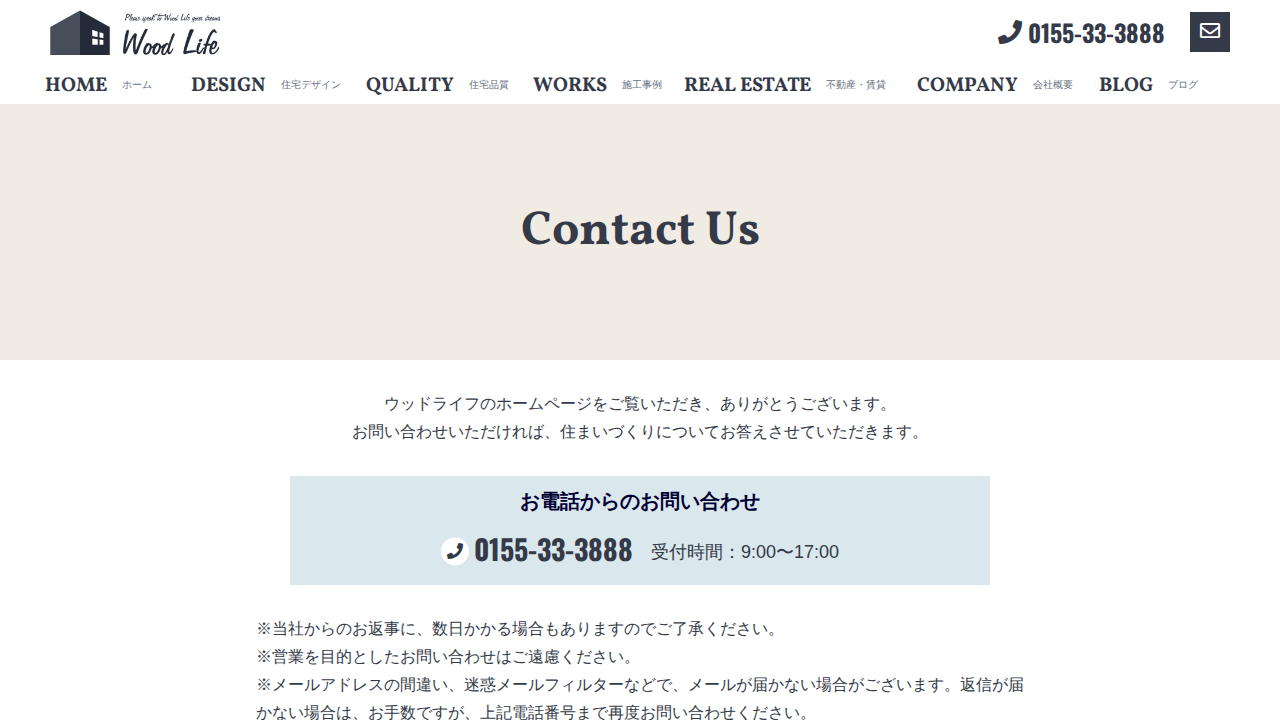 Please speak to Wood Life your dreams
Wood Life
0155-33-3888
HOME ホーム DESIGN 住宅デザイン QUALITY 住宅品質 WORKS 施工事例 REAL ESTATE 不動産・賃貸 COMPANY 会社概要 BLOG ブログ
Contact Us
ウッドライフのホームページをご覧いただき、ありがとうございます。
お問い合わせいただければ、住まいづくりについてお答えさせていただきます。
お電話からのお問い合わせ
0155-33-3888 受付時間：9:00〜17:00
※当社からのお返事に、数日かかる場合もありますのでご了承ください。
※営業を目的としたお問い合わせはご遠慮ください。
※メールアドレスの間違い、迷惑メールフィルターなどで、メールが届かない場合がございます。返信が届
かない場合は、お手数ですが、上記電話番号まで再度お問い合わせください。